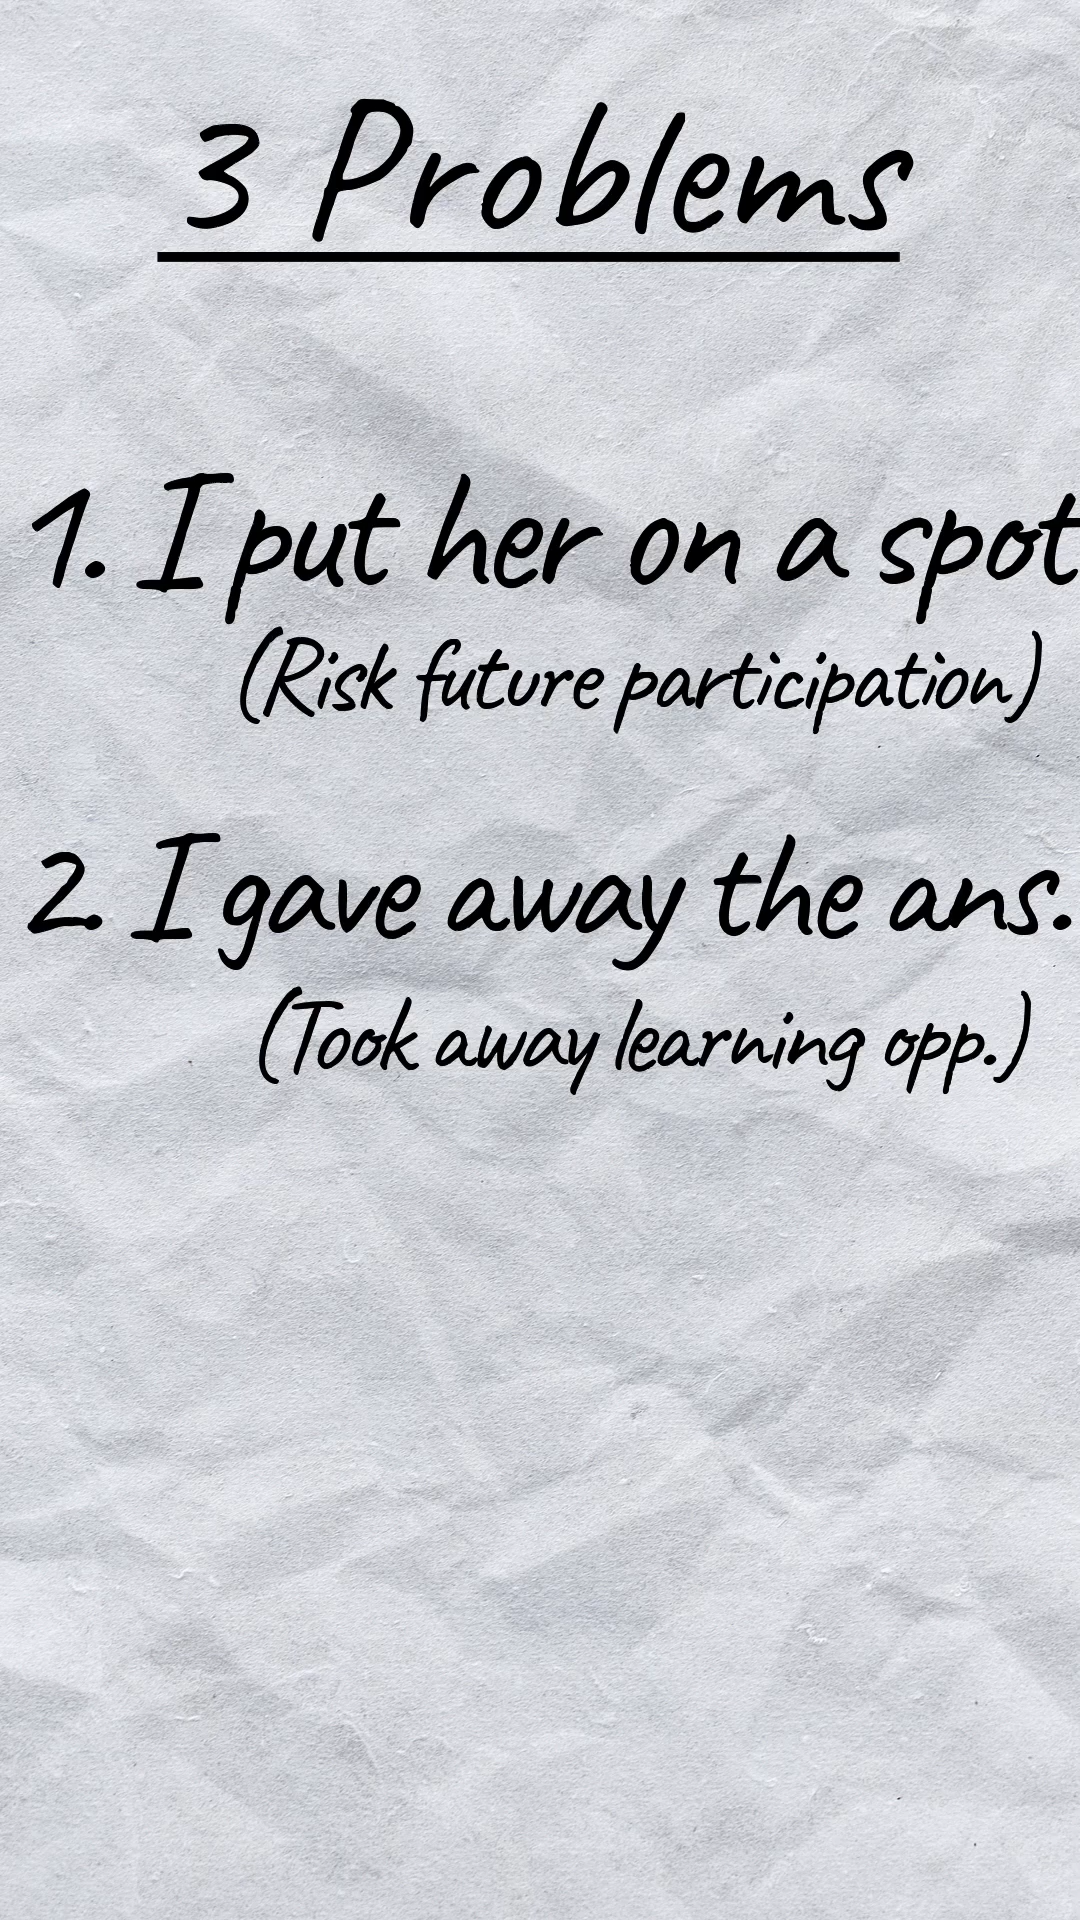 3 Problems
1. I put her on a spot
(Risk future participation)
2. I gave away the ans.
(Took away learning opp.)